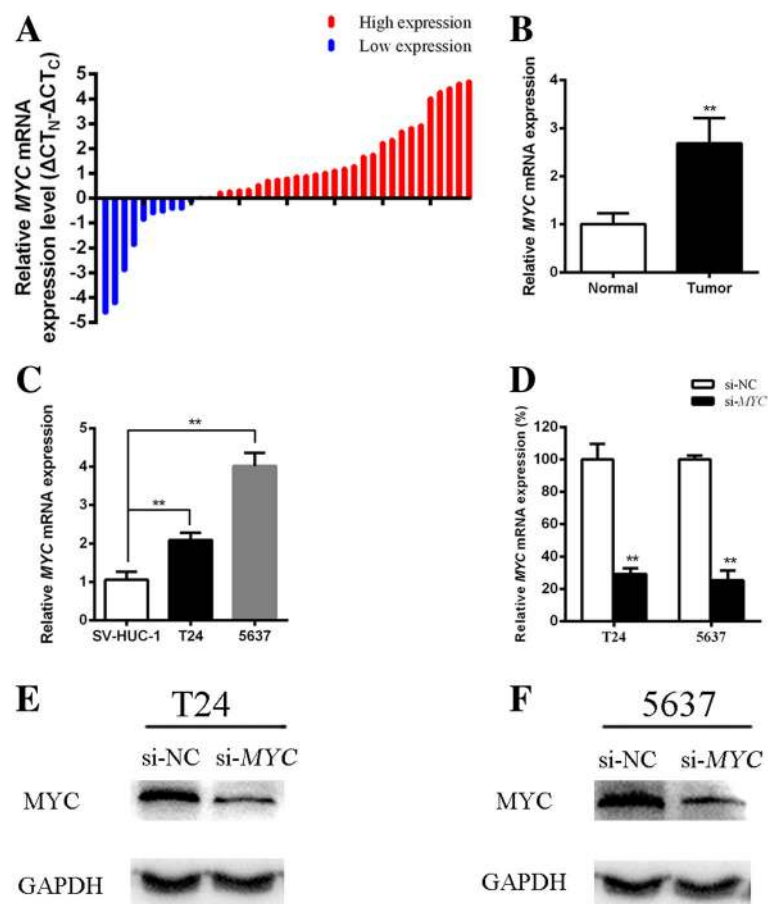 A
High expression
Low expression
Relative MYC mRNA
expression level (ΔCT_N-ΔCT_C)
5
4
3
2
1
0
-1
-2
-3
-4
-5
B
**
Relative MYC mRNA expression
4
3
2
1
0
Normal Tumor
C
**
**
Relative MYC mRNA expression
5
4
3
2
1
0
SV-HUC-1 T24 5637
D
si-NC
si-MYC
Relative MYC mRNA expression (%)
120
100
80
60
40
20
0
**
**
T24 5637
E
T24
si-NC si-MYC
MYC
GAPDH
F
5637
si-NC si-MYC
MYC
GAPDH